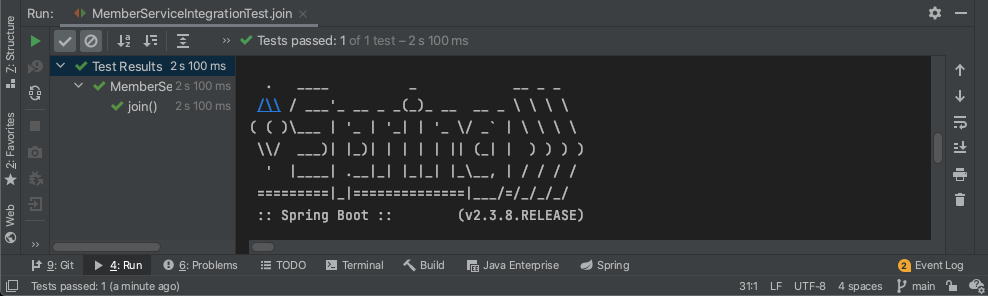 Run: MemberServiceIntegrationTest.join
Tests passed: 1 of 1 test – 2 s 100 ms
Test Results 2 s 100 ms
MemberSe 2 s 100 ms
join() 2 s 100 ms
  .   ____          _            __ _ _
 /\\ / ___'_ __ _ _(_)_ __  __ _ \ \ \ \
( ( )\___ | '_ | '_| | '_ \/ _` | \ \ \ \
 \\/  ___)| |_)| | | | | || (_| |  ) ) ) )
  '  |____| .__|_| |_|_| |_\__, | / / / /
 =========|_|==============|___/=/_/_/_/
 :: Spring Boot ::        (v2.3.8.RELEASE)
Z: Structure
2: Favorites
Web
9: Git 4: Run 6: Problems TODO Terminal Build Java Enterprise Spring 2 Event Log
Tests passed: 1 (a minute ago) 31:1 LF UTF-8 4 spaces main